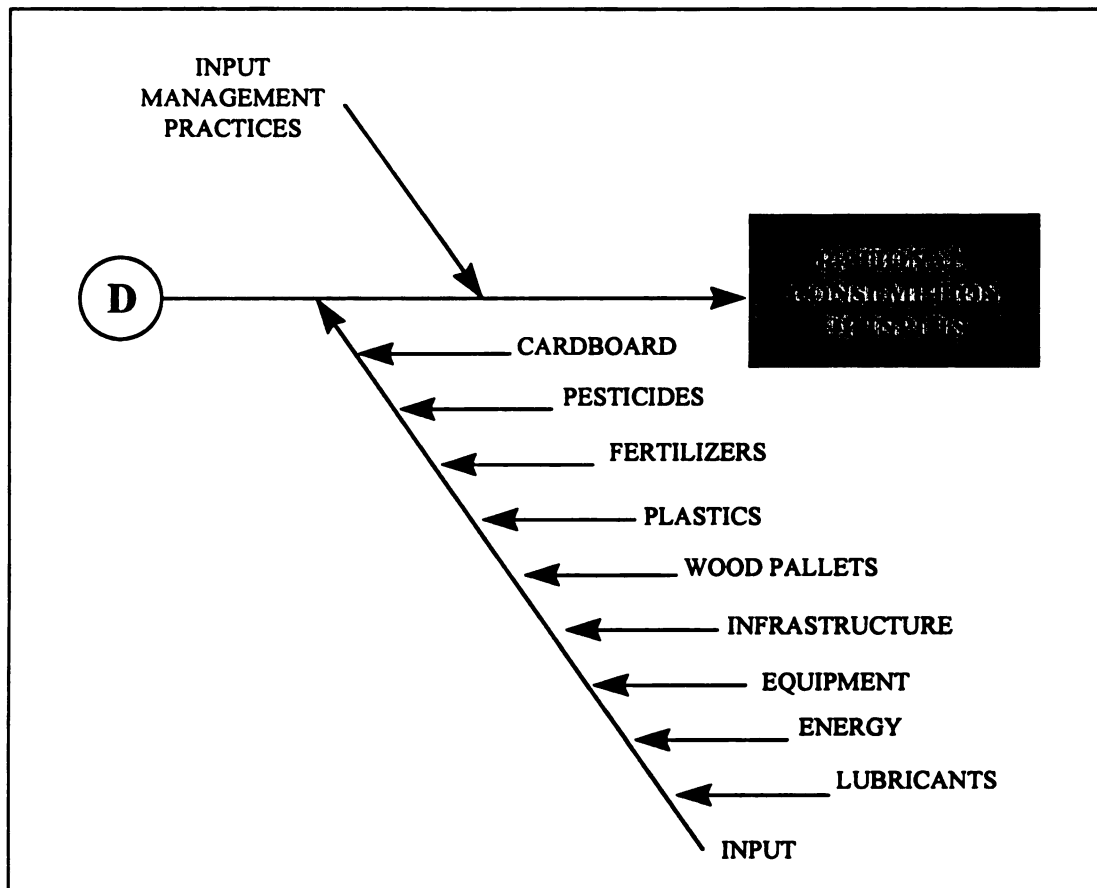 INPUT
MANAGEMENT
PRACTICES
D
CARDBOARD
PESTICIDES
FERTILIZERS
PLASTICS
WOOD PALLETS
INFRASTRUCTURE
EQUIPMENT
ENERGY
LUBRICANTS
INPUT